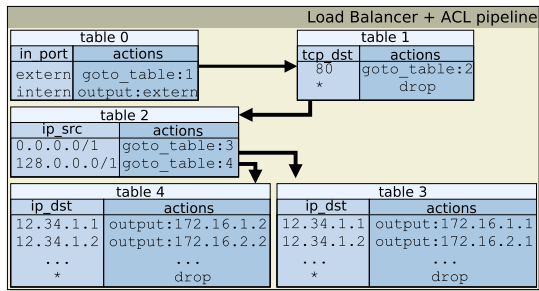 Load Balancer + ACL pipeline
table 0
in_port actions
extern goto_table:1
intern output:extern
table 1
tcp_dst actions
80 goto_table:2
* drop
table 2
ip_src actions
0.0.0.0/1 goto_table:3
128.0.0.0/1 goto_table:4
table 4
ip_dst actions
12.34.1.1 output:172.16.1.2
12.34.1.2 output:172.16.2.2
... ...
* drop
table 3
ip_dst actions
12.34.1.1 output:172.16.1.1
12.34.1.2 output:172.16.2.1
... ...
* drop